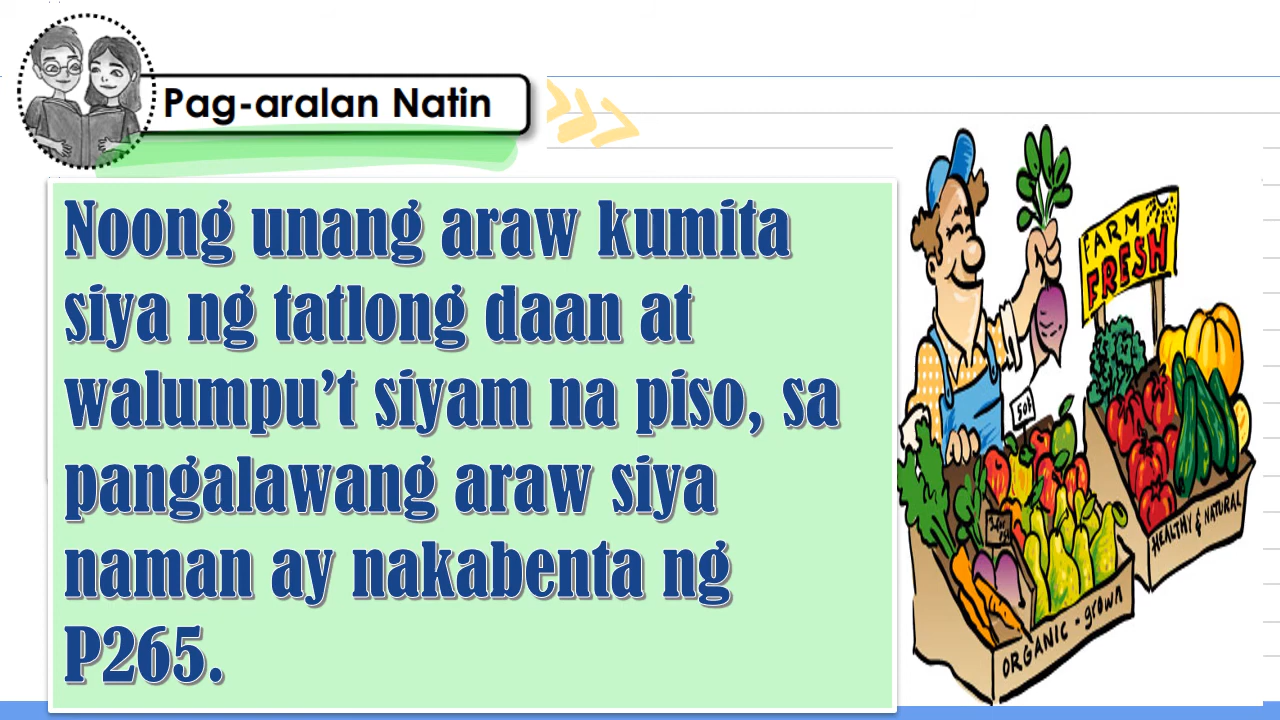 Pag-aralan Natin
Noong unang araw kumita
siya ng tatlong daan at
walumpu’t siyam na piso, sa
pangalawang araw siya
naman ay nakabenta ng
P265.
FARM
FRESH
50¢
HEALTHY & NATURAL
ORGANIC - grown